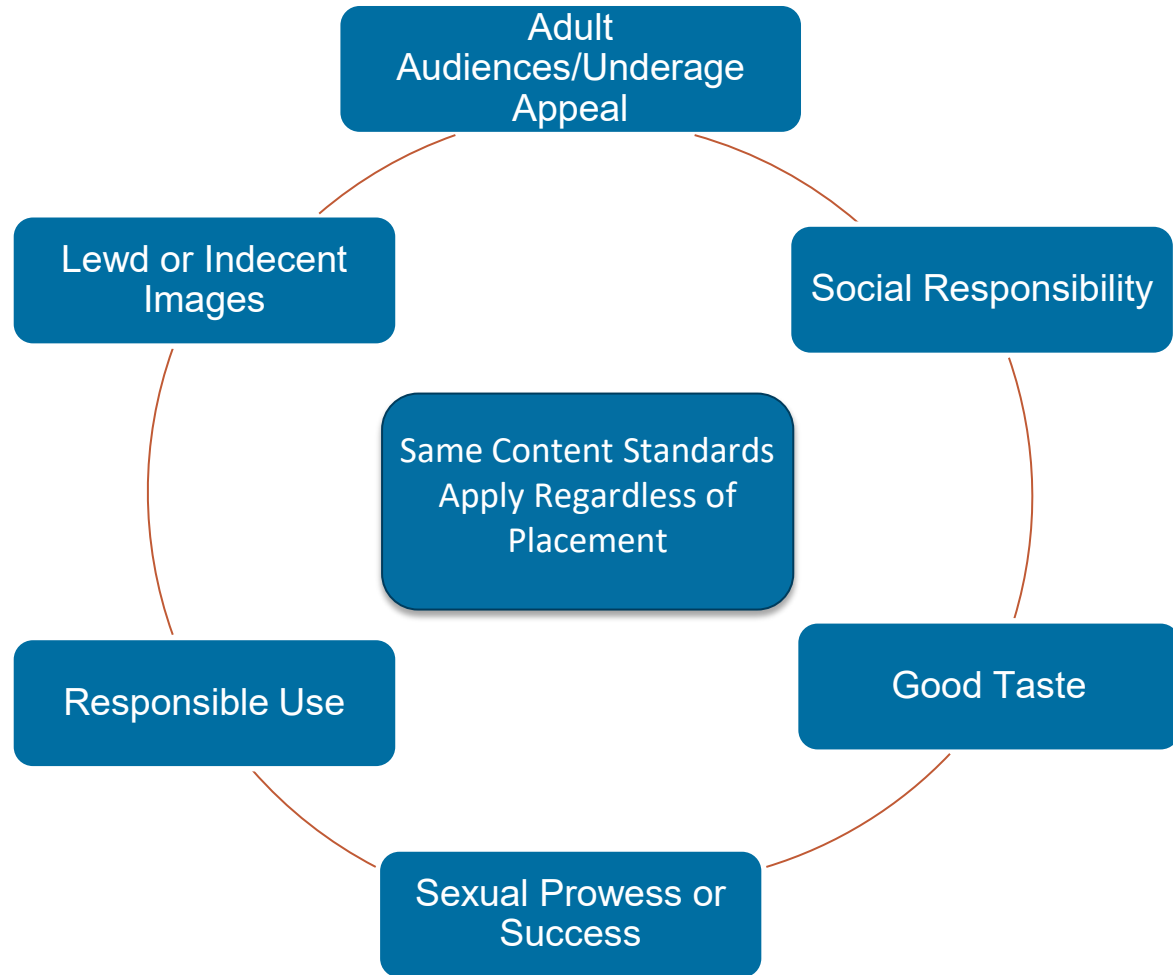 Adult
Audiences/Underage
Appeal
Lewd or Indecent
Images
Social Responsibility
Same Content Standards
Apply Regardless of
Placement
Responsible Use
Good Taste
Sexual Prowess or
Success